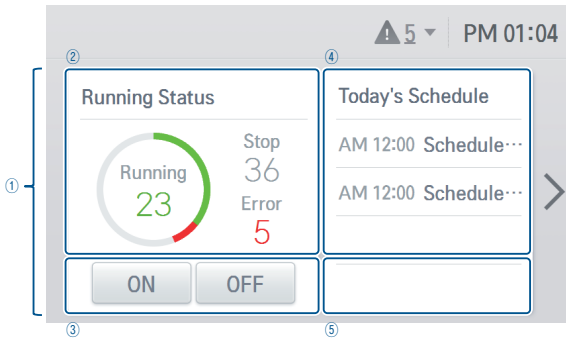 5 PM 01:04
② ④
①
Running Status
Running
23
Stop
36
Error
5
Today's Schedule
AM 12:00 Schedule…
AM 12:00 Schedule…
ON OFF
③ ⑤